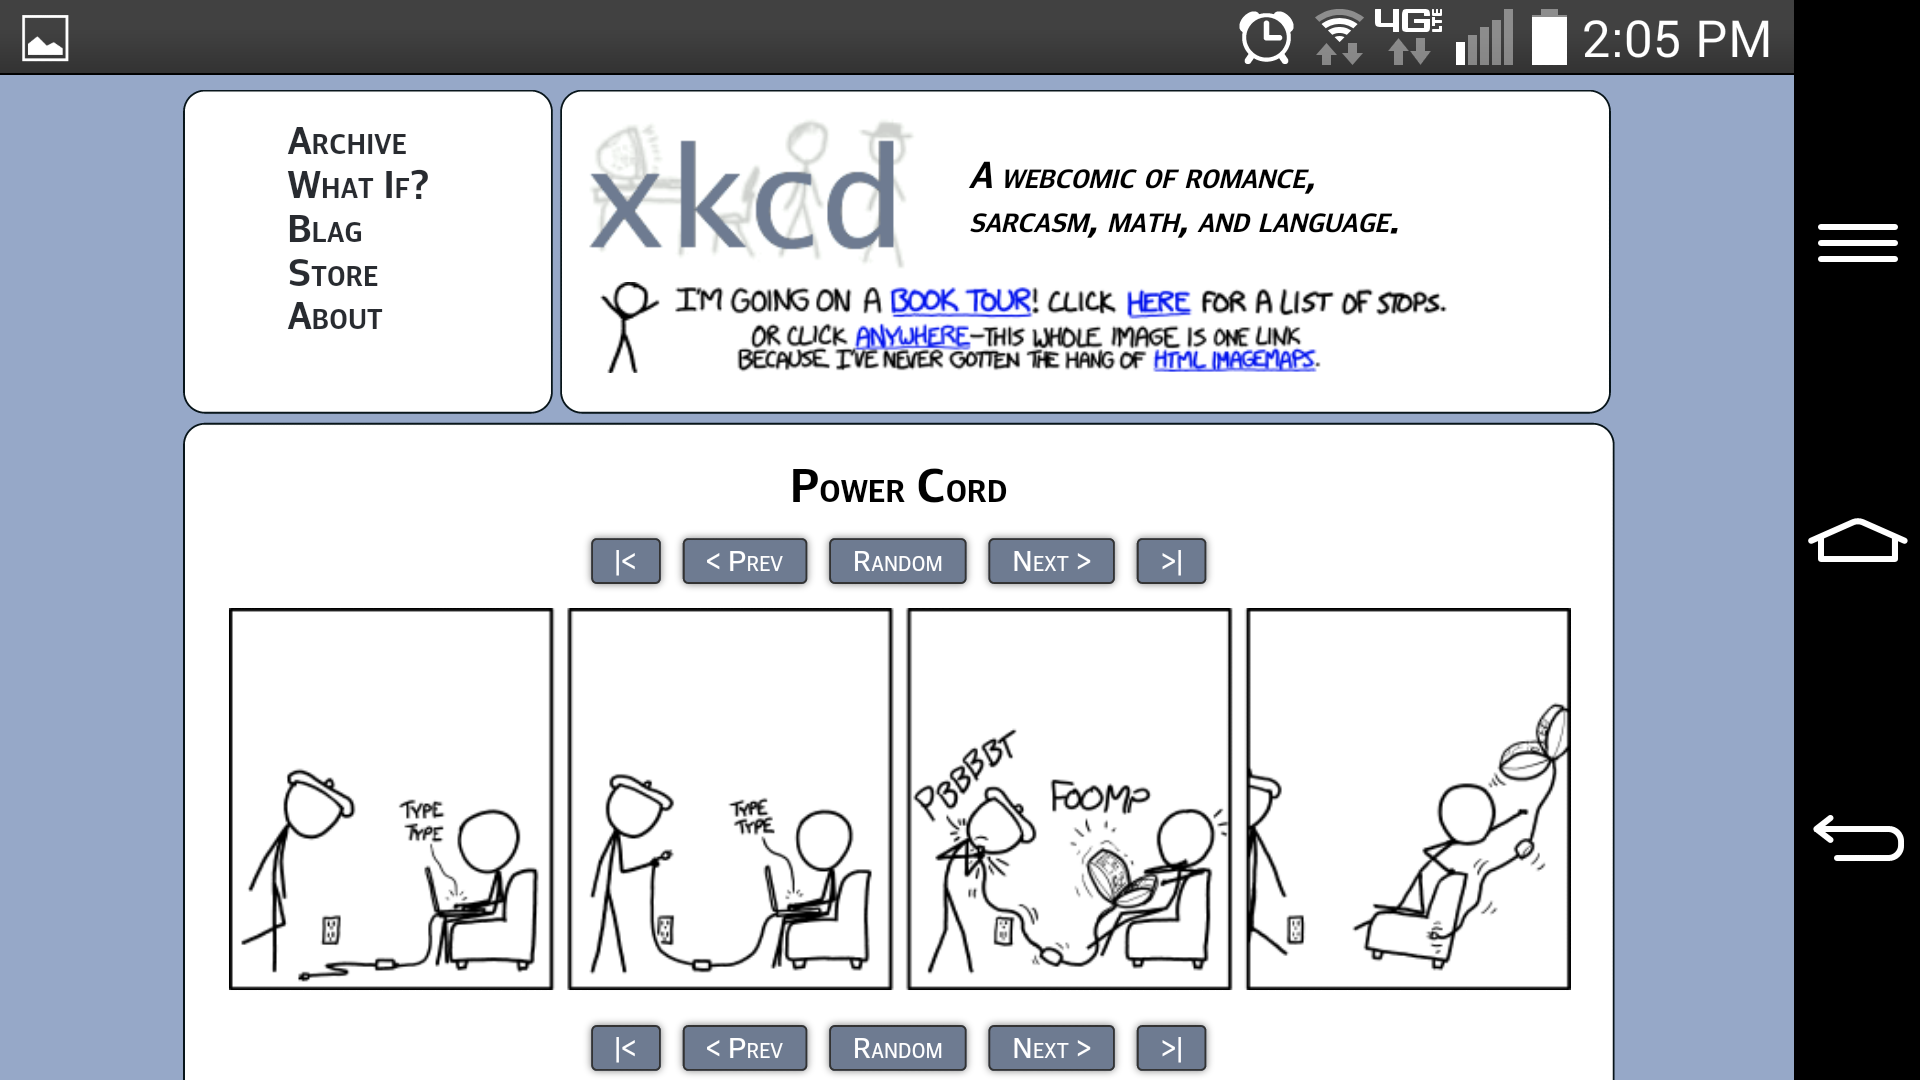 4G LTE 2:05 PM
Archive
What If?
Blag
Store
About
xkcd
A webcomic of romance,
sarcasm, math, and language.
I'M GOING ON A BOOK TOUR! CLICK HERE FOR A LIST OF STOPS.
OR CLICK ANYWHERE—THIS WHOLE IMAGE IS ONE LINK
BECAUSE I'VE NEVER GOTTEN THE HANG OF HTML IMAGEMAPS.
Power Cord
|< < Prev Random Next > >|
TYPE
TYPE
TYPE
TYPE
PBBBBT
FOOMP
|< < Prev Random Next > >|